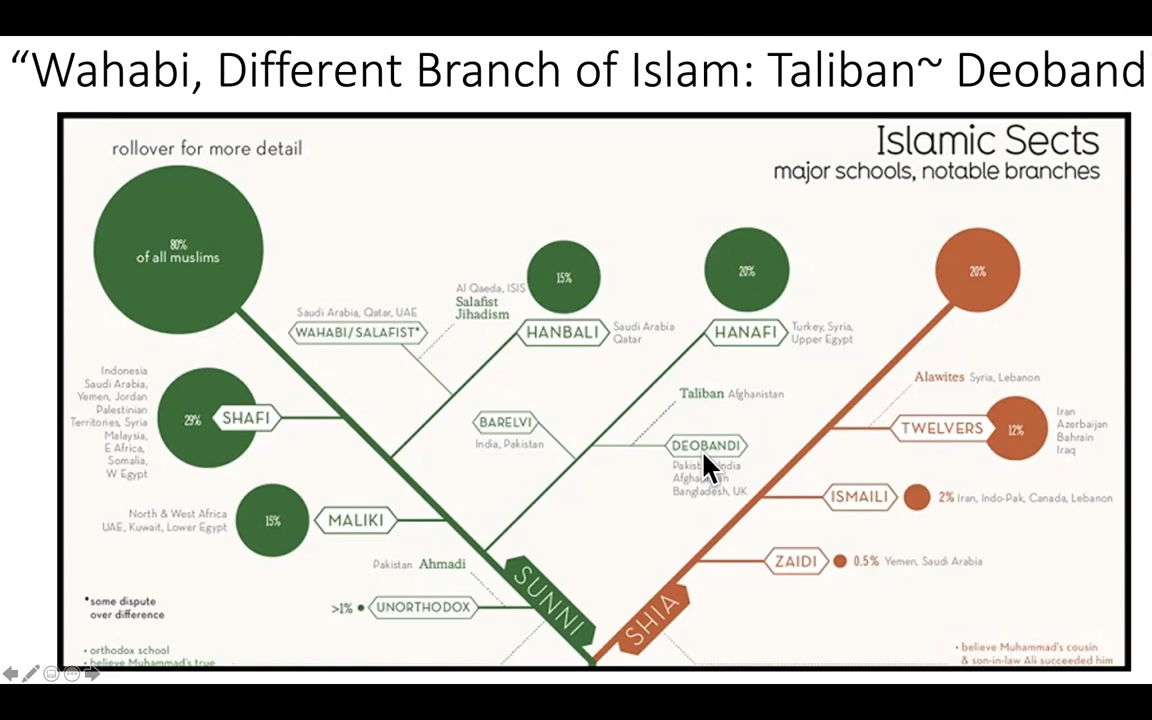 “Wahabi, Different Branch of Islam: Taliban~ Deoband
rollover for more detail
Islamic Sects
major schools, notable branches
80%
of all muslims
15%
20%
20%
Al Qaeda, ISIS
Salafist
Jihadism
Saudi Arabia, Qatar, UAE
WAHABI/SALAFIST*
HANBALI
Saudi Arabia
Qatar
HANAFI
Turkey, Syria,
Upper Egypt
Indonesia
Saudi Arabia,
Yemen, Jordan
Palestinian
Territories, Syria
Malaysia,
E Africa,
Somalia,
W Egypt
29%
SHAFI
Alawites Syria, Lebanon
Taliban Afghanistan
BARELVI
India, Pakistan
DEOBANDI
Bangladesh, UK
TWELVERS
12%
Iran
Azerbaijan
Bahrain
Iraq
ISMAILI
2% Iran, Indo-Pak, Canada, Lebanon
North & West Africa
UAE, Kuwait, Lower Egypt
15%
MALIKI
ZAIDI
0.5% Yemen, Saudi Arabia
Pakistan Ahmadi
>1%
UNORTHODOX
SUNNI
SHIA
*some dispute
over difference
• orthodox school
• believe Muhammad's true
• believe Muhammad's cousin
& son-in-law Ali succeeded him